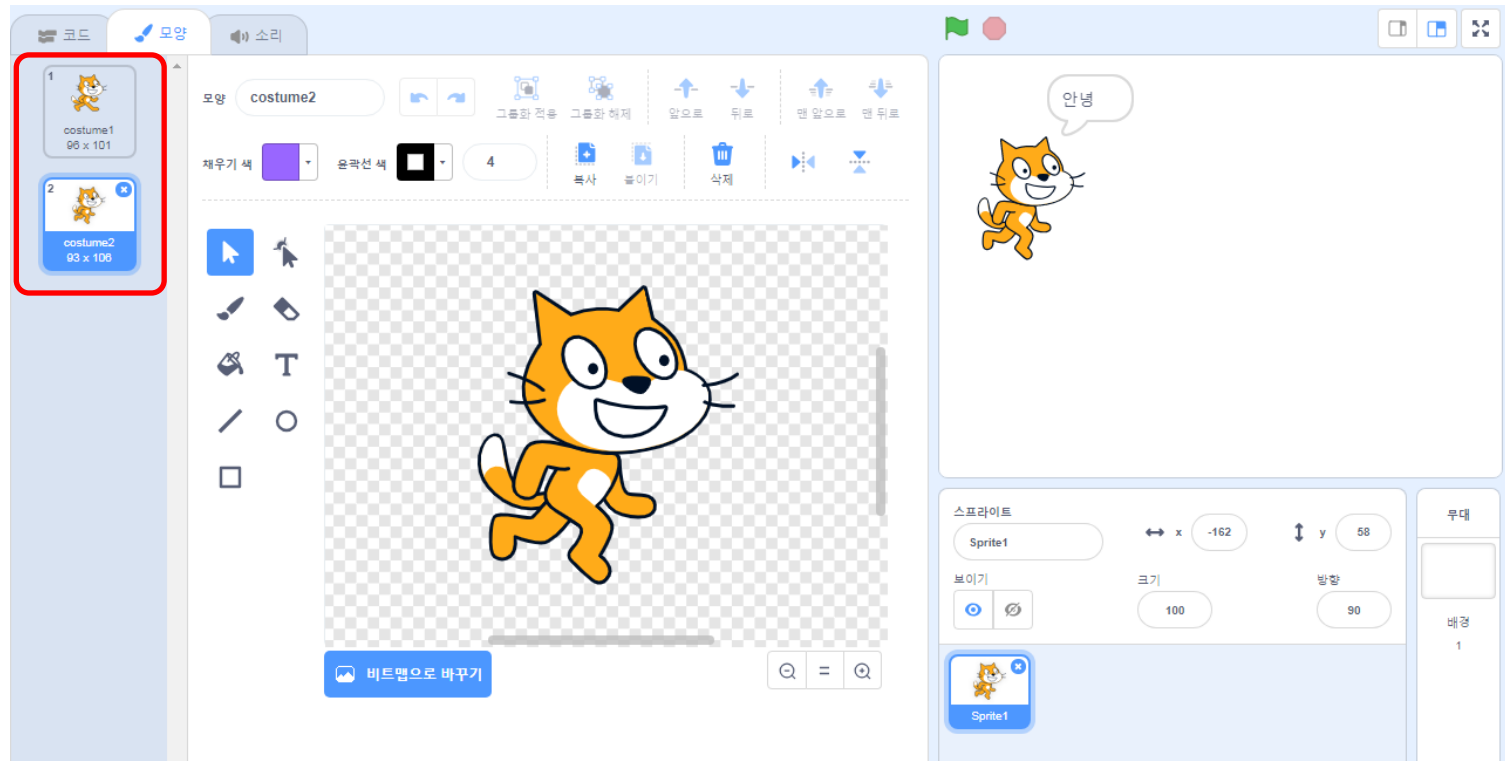 코드
모양
소리
1
costume1
96 x 101
2
costume2
93 x 106
모양
costume2
그룹화 적용
그룹화 해제
앞으로
뒤로
맨 앞으로
맨 뒤로
채우기 색
윤곽선 색
4
복사
붙이기
삭제
T
비트맵으로 바꾸기
안녕
스프라이트
Sprite1
x
-162
y
58
보이기
크기
100
방향
90
Sprite1
무대
배경
1